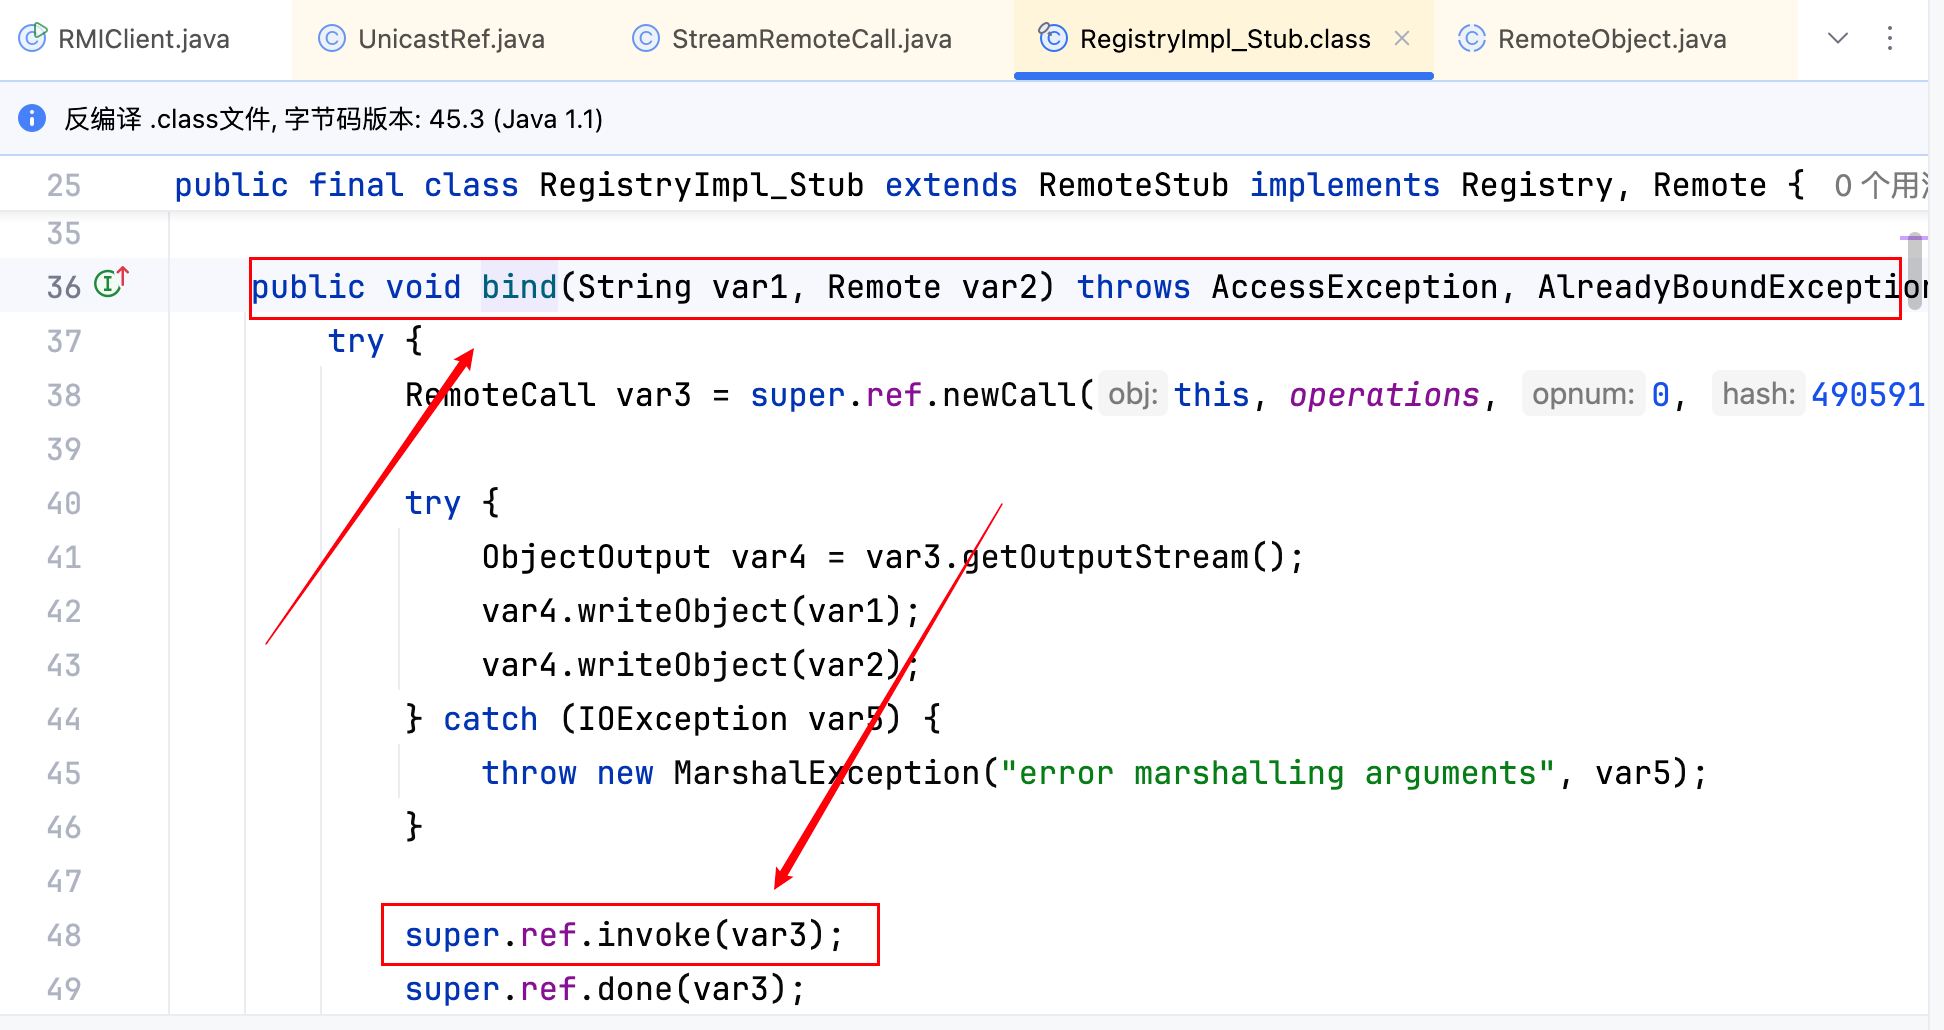 RMIClient.java UnicastRef.java StreamRemoteCall.java RegistryImpl_Stub.class RemoteObject.java
反编译 .class文件, 字节码版本: 45.3 (Java 1.1)
25 public final class RegistryImpl_Stub extends RemoteStub implements Registry, Remote { 0 个用
35
36 public void bind(String var1, Remote var2) throws AccessException, AlreadyBoundException
37 try {
38 RemoteCall var3 = super.ref.newCall( obj: this, operations, opnum: 0, hash: 490591
39
40 try {
41 ObjectOutput var4 = var3.getOutputStream();
42 var4.writeObject(var1);
43 var4.writeObject(var2);
44 } catch (IOException var5) {
45 throw new MarshalException("error marshalling arguments", var5);
46 }
47
48 super.ref.invoke(var3);
49 super.ref.done(var3);